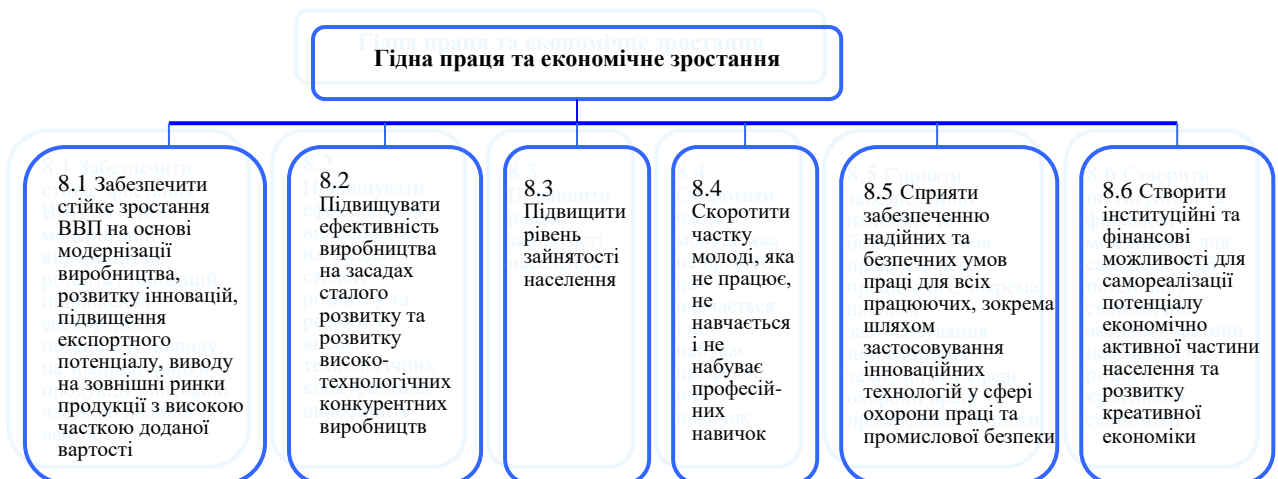 Гідна праця та економічне зростання
8.1 Забезпечити
стійке зростання
ВВП на основі
модернізації
виробництва,
розвитку інновацій,
підвищення
експортного
потенціалу, виводу
на зовнішні ринки
продукції з високою
часткою доданої
вартості
8.2
Підвищувати
ефективність
виробництва
на засадах
сталого
розвитку та
розвитку
висо​ко-
технологічних
конкурентних
виробництв
8.3
Підвищити
рівень
зайнятості
населення
8.4
Скоротити
частку
молоді, яка
не працює,
не
навчається
і не
набуває
професій-
них
навичок
8.5 Сприяти
забезпеченню
надійних та
безпечних умов
праці для всіх
працюючих, зокрема
шляхом
застосовування
інноваційних
технологій у сфері
охорони праці та
промислової безпеки
8.6 Створити
інституційні та
фінансові
можливості для
самореалізації
потенціалу
економічно
активної частини
населення та
розвитку
креативної
економіки